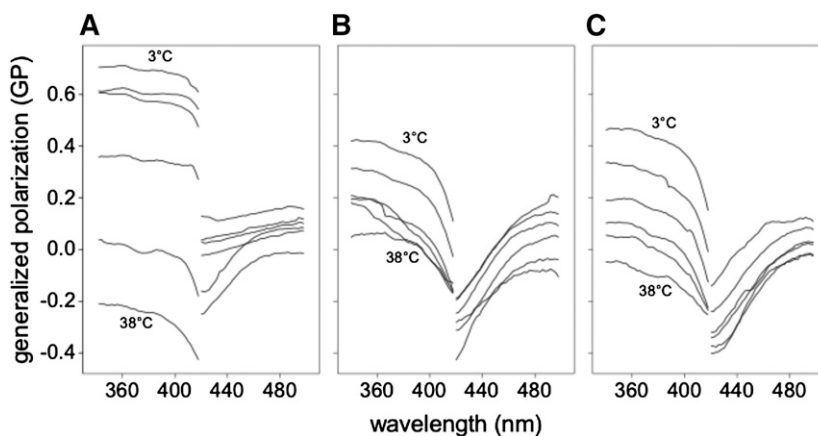 A B C
generalized polarization (GP)
0.6
0.4
0.2
0.0
-0.2
-0.4
3°C
38°C
3°C
38°C
3°C
38°C
360 400 440 480 360 400 440 480 360 400 440 480
wavelength (nm)